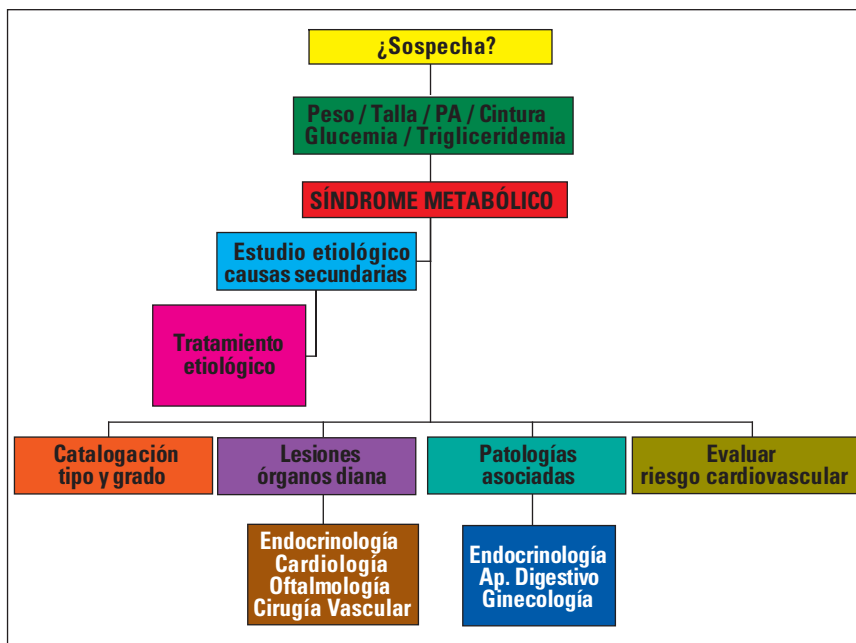 ¿Sospecha?
Peso / Talla / PA / Cintura
Glucemia / Trigliceridemia
SÍNDROME METABÓLICO
Estudio etiológico
causas secundarias
Tratamiento
etiológico
Catalogación
tipo y grado
Lesiones
órganos diana
Patologías
asociadas
Evaluar
riesgo cardiovascular
Endocrinología
Cardiología
Oftalmología
Cirugía Vascular
Endocrinología
Ap. Digestivo
Ginecología